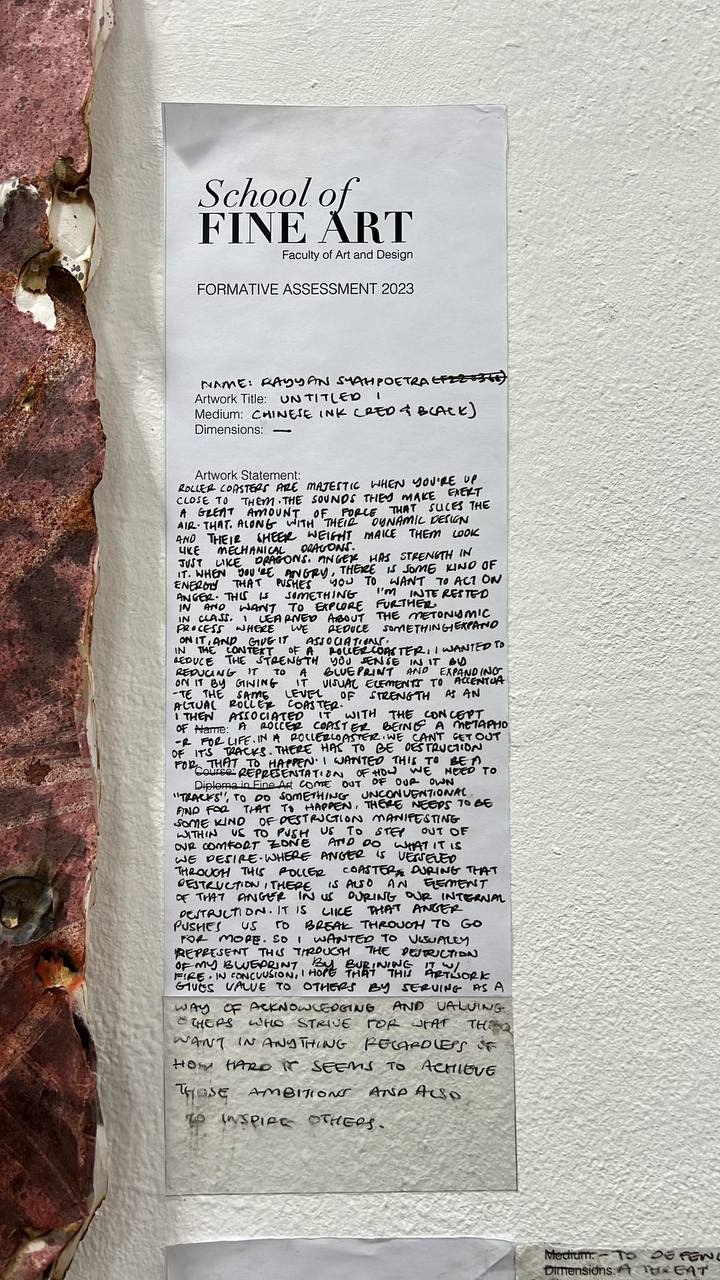 School of
FINE ART
Faculty of Art and Design
FORMATIVE ASSESSMENT 2023
NAME: RAYYAN SYAHPOETRA
Artwork Title: UNTITLED 1
Medium: CHINESE INK (RED & BLACK)
Dimensions: —
Artwork Statement:
ROLLER COASTERS ARE MAJESTIC WHEN YOU'RE UP
CLOSE TO THEM. THE SOUNDS THEY MAKE EXERT
A GREAT AMOUNT OF FORCE THAT SLICES THE
AIR. THAT, ALONG WITH THEIR DYNAMIC DESIGN
AND THEIR SHEER WEIGHT MAKE THEM LOOK
LIKE MECHANICAL DRAGONS.
JUST LIKE DRAGONS, ANGER HAS STRENGTH IN
IT. WHEN YOU'RE ANGRY, THERE IS SOME KIND OF
ENERGY THAT PUSHES YOU TO WANT TO ACT ON
ANGER. THIS IS SOMETHING I'M INTERESTED
IN AND WANT TO EXPLORE FURTHER.
IN CLASS, I LEARNED ABOUT THE METONYMIC
PROCESS WHERE WE REDUCE SOMETHING, EXPAND
ON IT, AND GIVE IT ASSOCIATIONS.
IN THE CONTEXT OF A ROLLERCOASTER, I WANTED TO
REDUCE THE STRENGTH YOU SENSE IN IT BY
REDUCING IT TO A BLUEPRINT AND EXPANDING
ON IT BY GIVING IT VISUAL ELEMENTS TO ACCENTUA
-TE THE SAME LEVEL OF STRENGTH AS AN
ACTUAL ROLLER COASTER.
I THEN ASSOCIATED IT WITH THE CONCEPT
OF Name: A ROLLER COASTER BEING A METAPHO
-R FOR LIFE. IN A ROLLERCOASTER, WE CAN'T GET OUT
OF ITS TRACKS. THERE HAS TO BE DESTRUCTION
FOR THAT TO HAPPEN. I WANTED THIS TO BE A
Course: REPRESENTATION OF HOW WE NEED TO
Diploma in Fine Art COME OUT OF OUR OWN
"TRACKS", TO DO SOMETHING UNCONVENTIONAL
AND FOR THAT TO HAPPEN, THERE NEEDS TO BE
SOME KIND OF DESTRUCTION MANIFESTING
WITHIN US TO PUSH US TO STEP OUT OF
OUR COMFORT ZONE AND DO WHAT IT IS
WE DESIRE. WHERE ANGER IS VESSELED
THROUGH THIS ROLLER COASTER, DURING THAT
DESTRUCTION, THERE IS ALSO AN ELEMENT
OF THAT ANGER IN US DURING OUR INTERNAL
DESTRUCTION. IT IS LIKE THAT ANGER
PUSHES US TO BREAK THROUGH TO GO
FOR MORE. SO I WANTED TO VISUALLY
REPRESENT THIS THROUGH THE DESTRUCTION
OF MY BLUEPRINT BY BURNING IT W/
FIRE. IN CONCLUSION, I HOPE THAT THIS ARTWORK
GIVES VALUE TO OTHERS BY SERVING AS A
WAY OF ACKNOWLEDGING AND VALUING
OTHERS WHO STRIVE FOR WHAT THEY
WANT IN ANYTHING REGARDLESS OF
HOW HARD IT SEEMS TO ACHIEVE
THOSE AMBITIONS AND ALSO
TO INSPIRE OTHERS.
Medium: - TO DEFEN
Dimensions: A THREAT